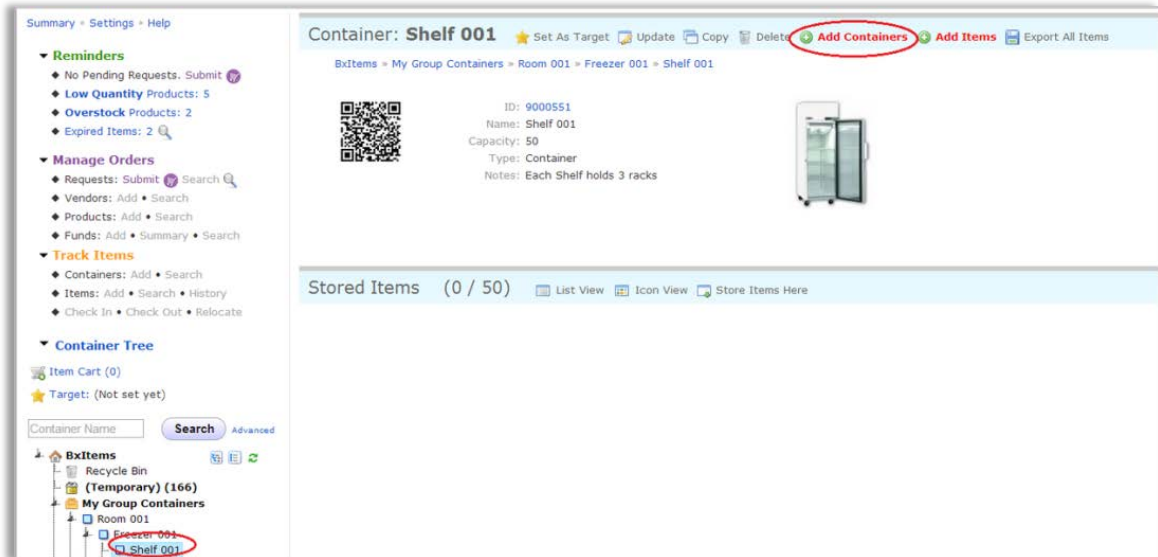 Summary • Settings • Help
Reminders
No Pending Requests. Submit
Low Quantity Products: 5
Overstock Products: 2
Expired Items: 2
Manage Orders
Requests: Submit Search
Vendors: Add • Search
Products: Add • Search
Funds: Add • Summary • Search
Track Items
Containers: Add • Search
Items: Add • Search • History
Check In • Check Out • Relocate
Container Tree
Item Cart (0)
Target: (Not set yet)
Container Name Search Advanced
BxItems
Recycle Bin
(Temporary) (166)
My Group Containers
Room 001
Freezer 001
Shelf 001
Container: Shelf 001 Set As Target Update Copy Delete Add Containers Add Items Export All Items
BxItems » My Group Containers » Room 001 » Freezer 001 » Shelf 001
ID: 9000551
Name: Shelf 001
Capacity: 50
Type: Container
Notes: Each Shelf holds 3 racks
Stored Items (0 / 50) List View Icon View Store Items Here